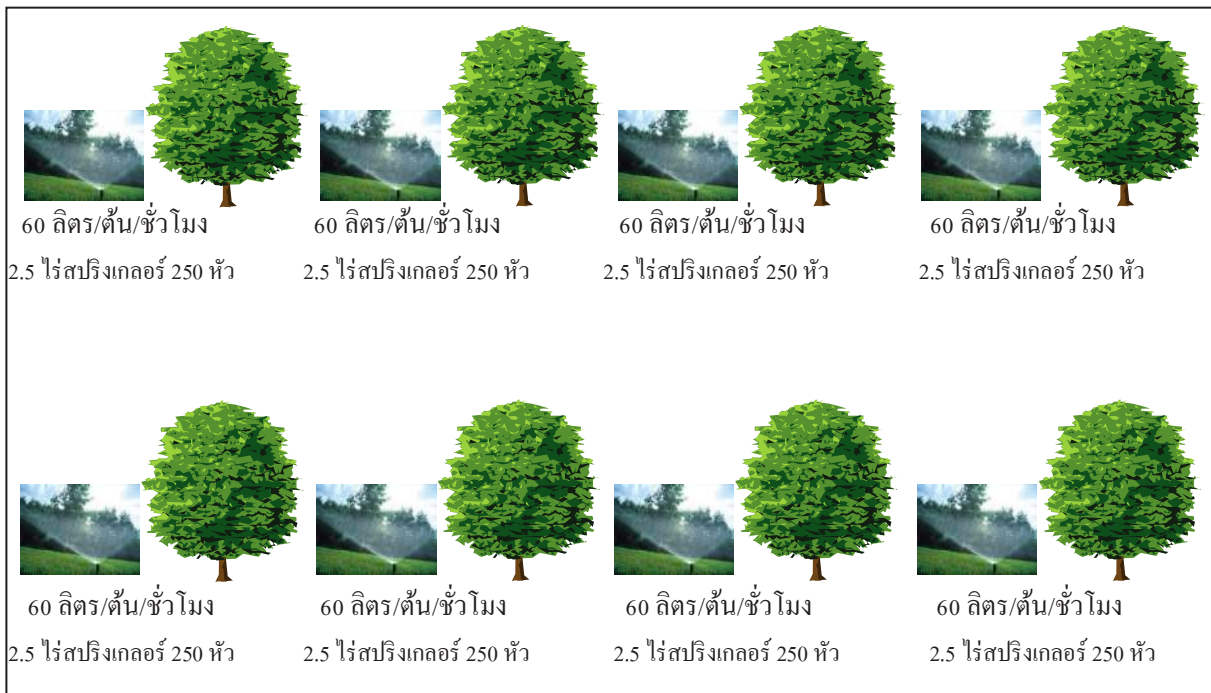 60 ลิตร/ต้น/ชั่วโมง 60 ลิตร/ต้น/ชั่วโมง 60 ลิตร/ต้น/ชั่วโมง 60 ลิตร/ต้น/ชั่วโมง
2.5 ไร่สปริงเกลอร์ 250 หัว 2.5 ไร่สปริงเกลอร์ 250 หัว 2.5 ไร่สปริงเกลอร์ 250 หัว 2.5 ไร่สปริงเกลอร์ 250 หัว
60 ลิตร/ต้น/ชั่วโมง 60 ลิตร/ต้น/ชั่วโมง 60 ลิตร/ต้น/ชั่วโมง 60 ลิตร/ต้น/ชั่วโมง
2.5 ไร่สปริงเกลอร์ 250 หัว 2.5 ไร่สปริงเกลอร์ 250 หัว 2.5 ไร่สปริงเกลอร์ 250 หัว 2.5 ไร่สปริงเกลอร์ 250 หัว